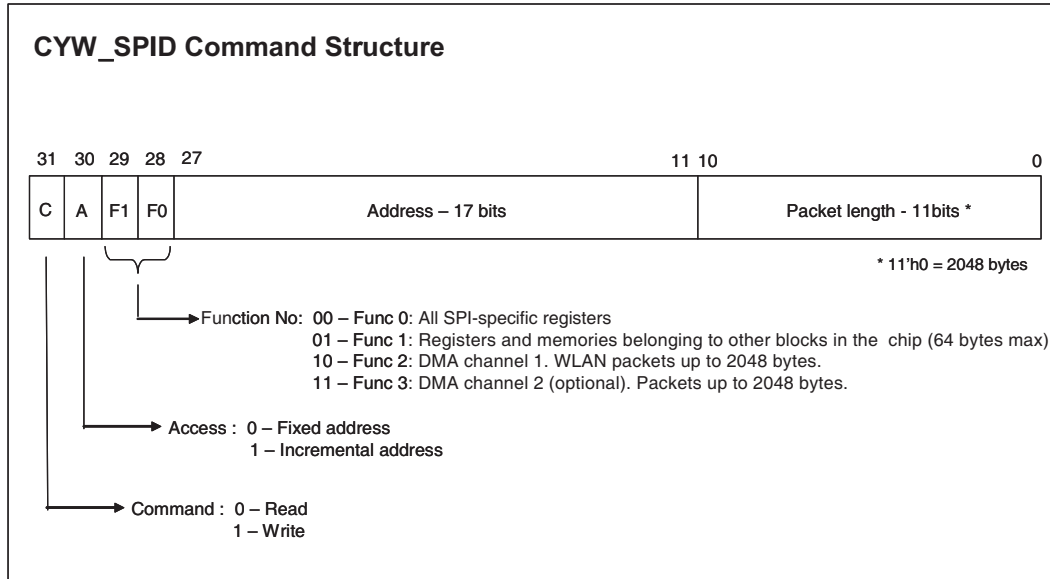 CYW_SPID Command Structure
31 30 29 28 27 11 10 0
C A F1 F0 Address – 17 bits Packet length - 11bits *
* 11'h0 = 2048 bytes
Function No: 00 – Func 0: All SPI-specific registers
01 – Func 1: Registers and memories belonging to other blocks in the chip (64 bytes max)
10 – Func 2: DMA channel 1. WLAN packets up to 2048 bytes.
11 – Func 3: DMA channel 2 (optional). Packets up to 2048 bytes.
Access : 0 – Fixed address
1 – Incremental address
Command : 0 – Read
1 – Write